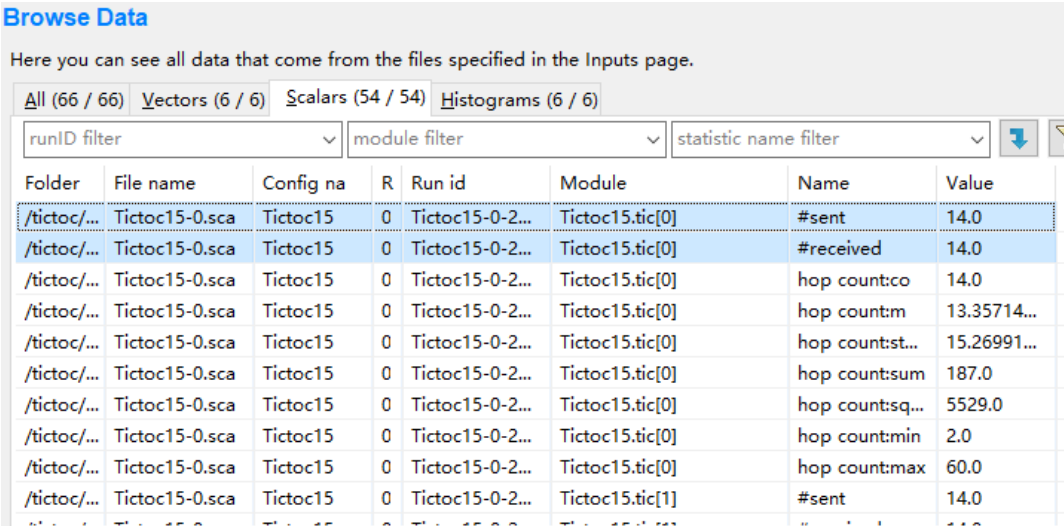 Browse Data
Here you can see all data that come from the files specified in the Inputs page.
All (66 / 66) Vectors (6 / 6) Scalars (54 / 54) Histograms (6 / 6)
runID filter module filter statistic name filter
Folder File name Config na R Run id Module Name Value
/tictoc/... Tictoc15-0.sca Tictoc15 0 Tictoc15-0-2... Tictoc15.tic[0] #sent 14.0
/tictoc/... Tictoc15-0.sca Tictoc15 0 Tictoc15-0-2... Tictoc15.tic[0] #received 14.0
/tictoc/... Tictoc15-0.sca Tictoc15 0 Tictoc15-0-2... Tictoc15.tic[0] hop count:co 14.0
/tictoc/... Tictoc15-0.sca Tictoc15 0 Tictoc15-0-2... Tictoc15.tic[0] hop count:m 13.35714...
/tictoc/... Tictoc15-0.sca Tictoc15 0 Tictoc15-0-2... Tictoc15.tic[0] hop count:st... 15.26991...
/tictoc/... Tictoc15-0.sca Tictoc15 0 Tictoc15-0-2... Tictoc15.tic[0] hop count:sum 187.0
/tictoc/... Tictoc15-0.sca Tictoc15 0 Tictoc15-0-2... Tictoc15.tic[0] hop count:sq... 5529.0
/tictoc/... Tictoc15-0.sca Tictoc15 0 Tictoc15-0-2... Tictoc15.tic[0] hop count:min 2.0
/tictoc/... Tictoc15-0.sca Tictoc15 0 Tictoc15-0-2... Tictoc15.tic[0] hop count:max 60.0
/tictoc/... Tictoc15-0.sca Tictoc15 0 Tictoc15-0-2... Tictoc15.tic[1] #sent 14.0